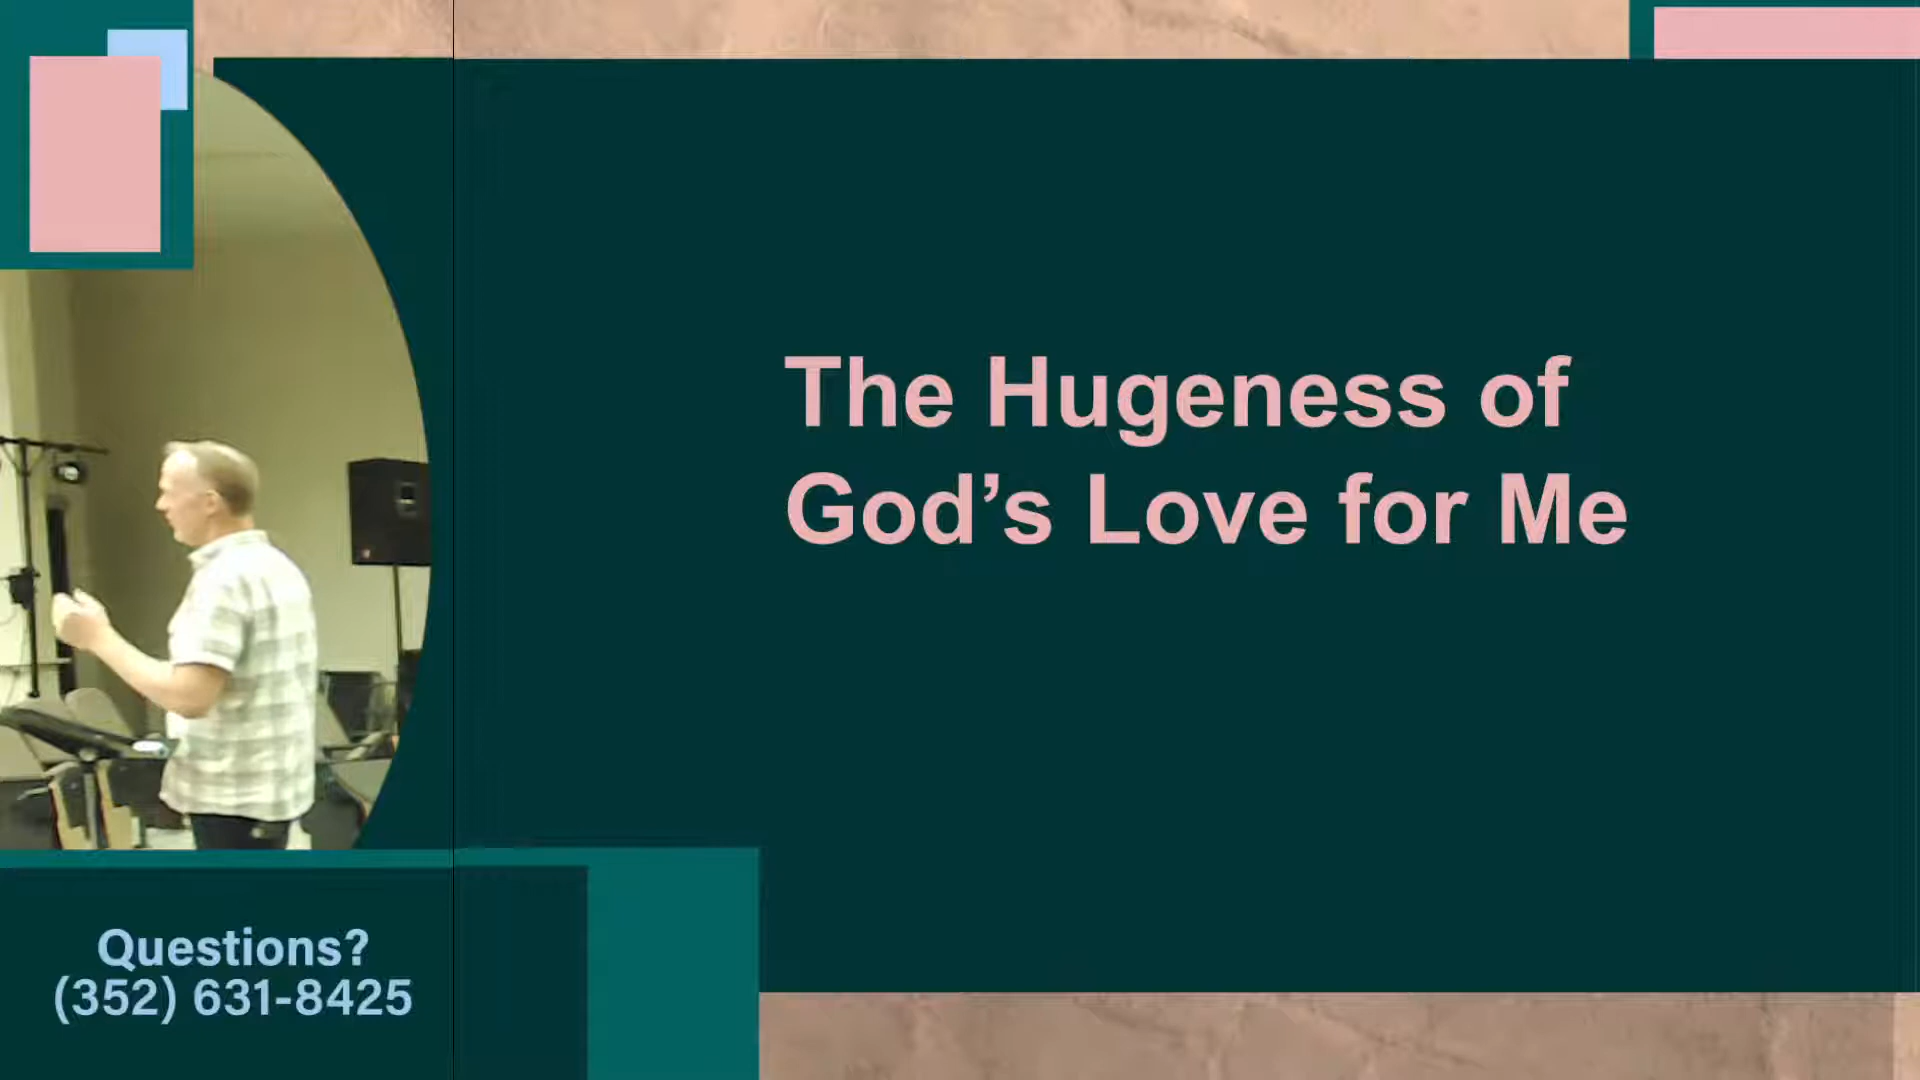 The Hugeness of
God’s Love for Me
Questions?
(352) 631-8425